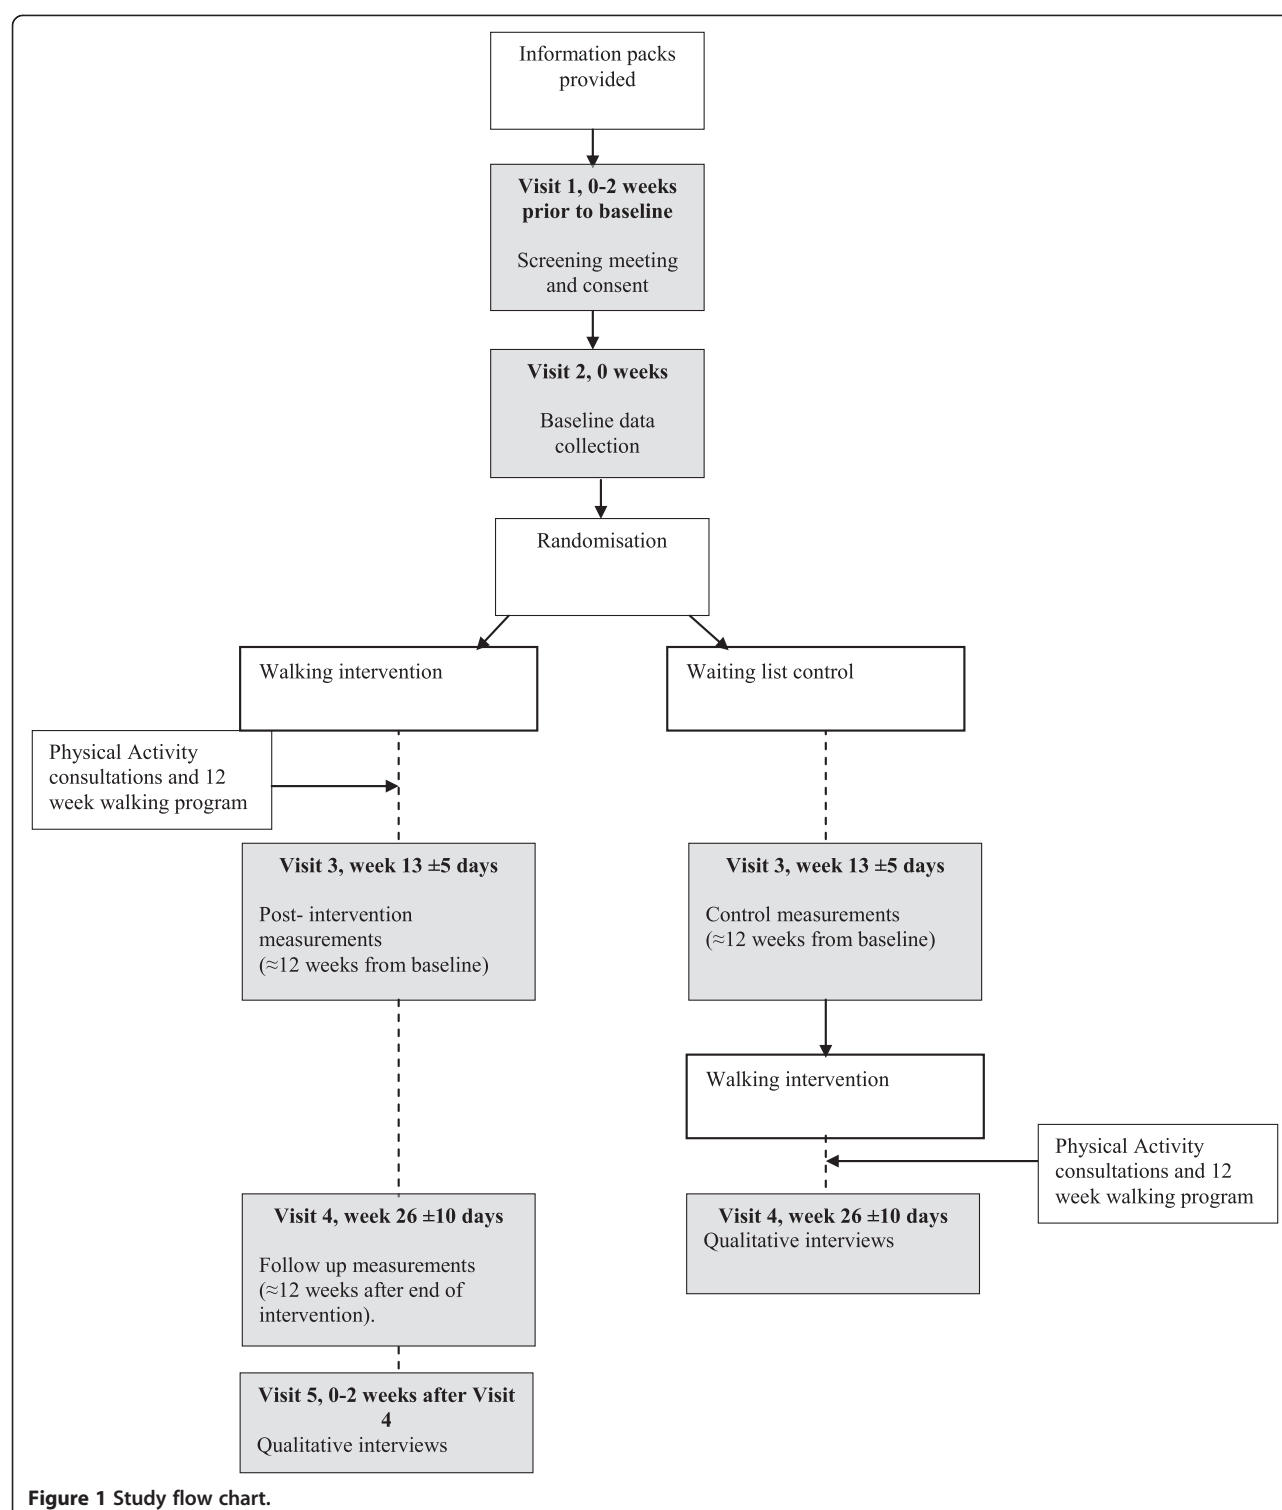 Information packs
provided
Visit 1, 0-2 weeks
prior to baseline
Screening meeting
and consent
Visit 2, 0 weeks
Baseline data
collection
Randomisation
Walking intervention
Waiting list control
Physical Activity
consultations and 12
week walking program
Visit 3, week 13 ±5 days
Post- intervention
measurements
(≈12 weeks from baseline)
Visit 3, week 13 ±5 days
Control measurements
(≈12 weeks from baseline)
Walking intervention
Physical Activity
consultations and 12
week walking program
Visit 4, week 26 ±10 days
Follow up measurements
(≈12 weeks after end of
intervention).
Visit 4, week 26 ±10 days
Qualitative interviews
Visit 5, 0-2 weeks after Visit
4
Qualitative interviews
Figure 1 Study flow chart.